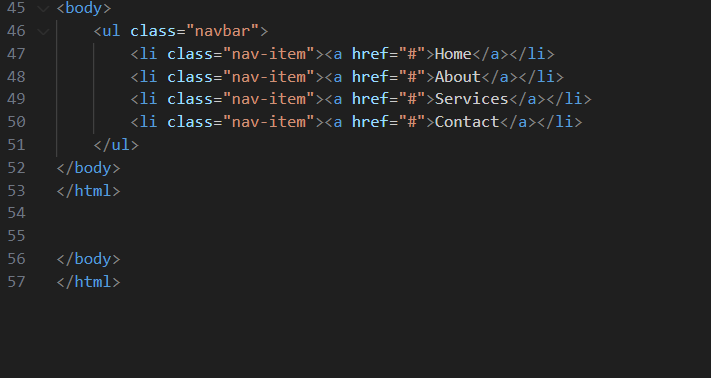 45 <body>
46     <ul class="navbar">
47         <li class="nav-item"><a href="#">Home</a></li>
48         <li class="nav-item"><a href="#">About</a></li>
49         <li class="nav-item"><a href="#">Services</a></li>
50         <li class="nav-item"><a href="#">Contact</a></li>
51     </ul>
52 </body>
53 </html>
54
55
56 </body>
57 </html>